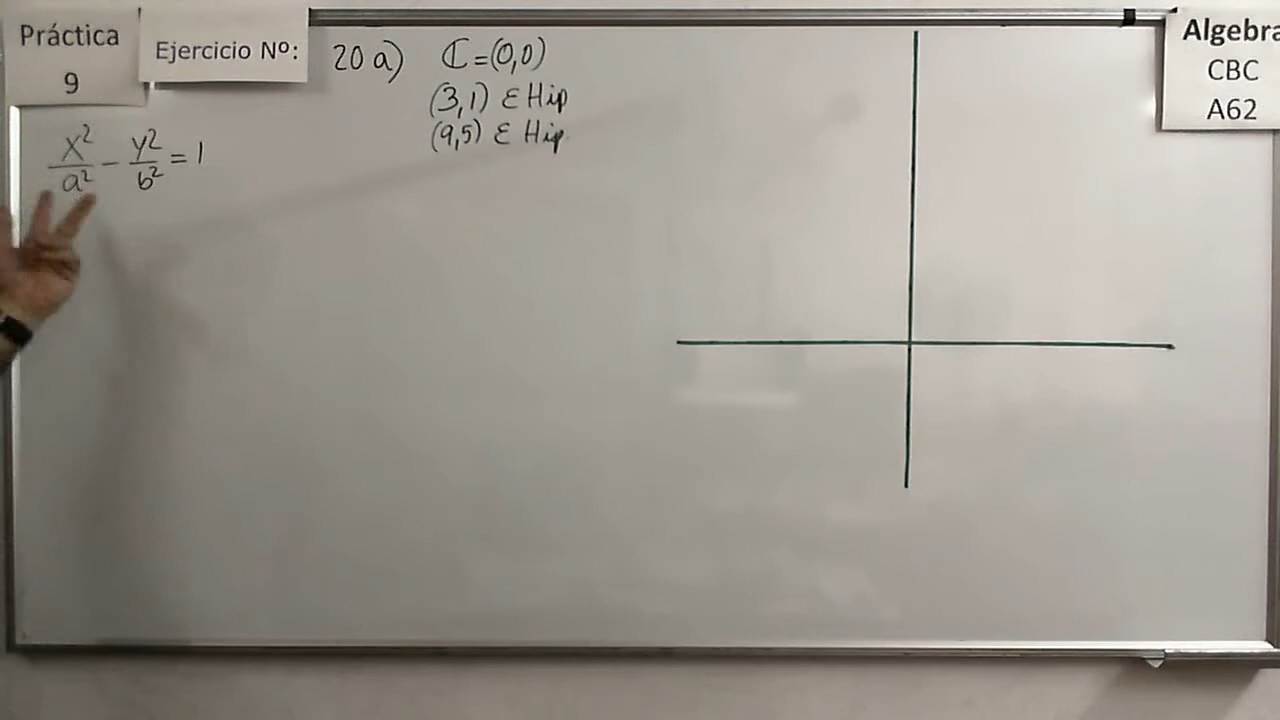 Práctica
9
Ejercicio Nº:
20 a)
C=(0,0)
(3,1) ∈ Hip
(9,5) ∈ Hip.
x²/a² - y²/b² = 1
Algebra
CBC
A62